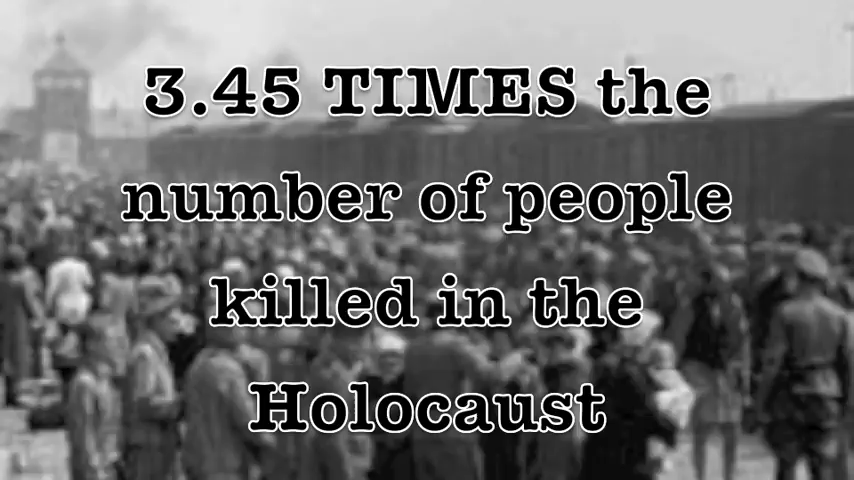 3.45 TIMES the
number of people
killed in the
Holocaust